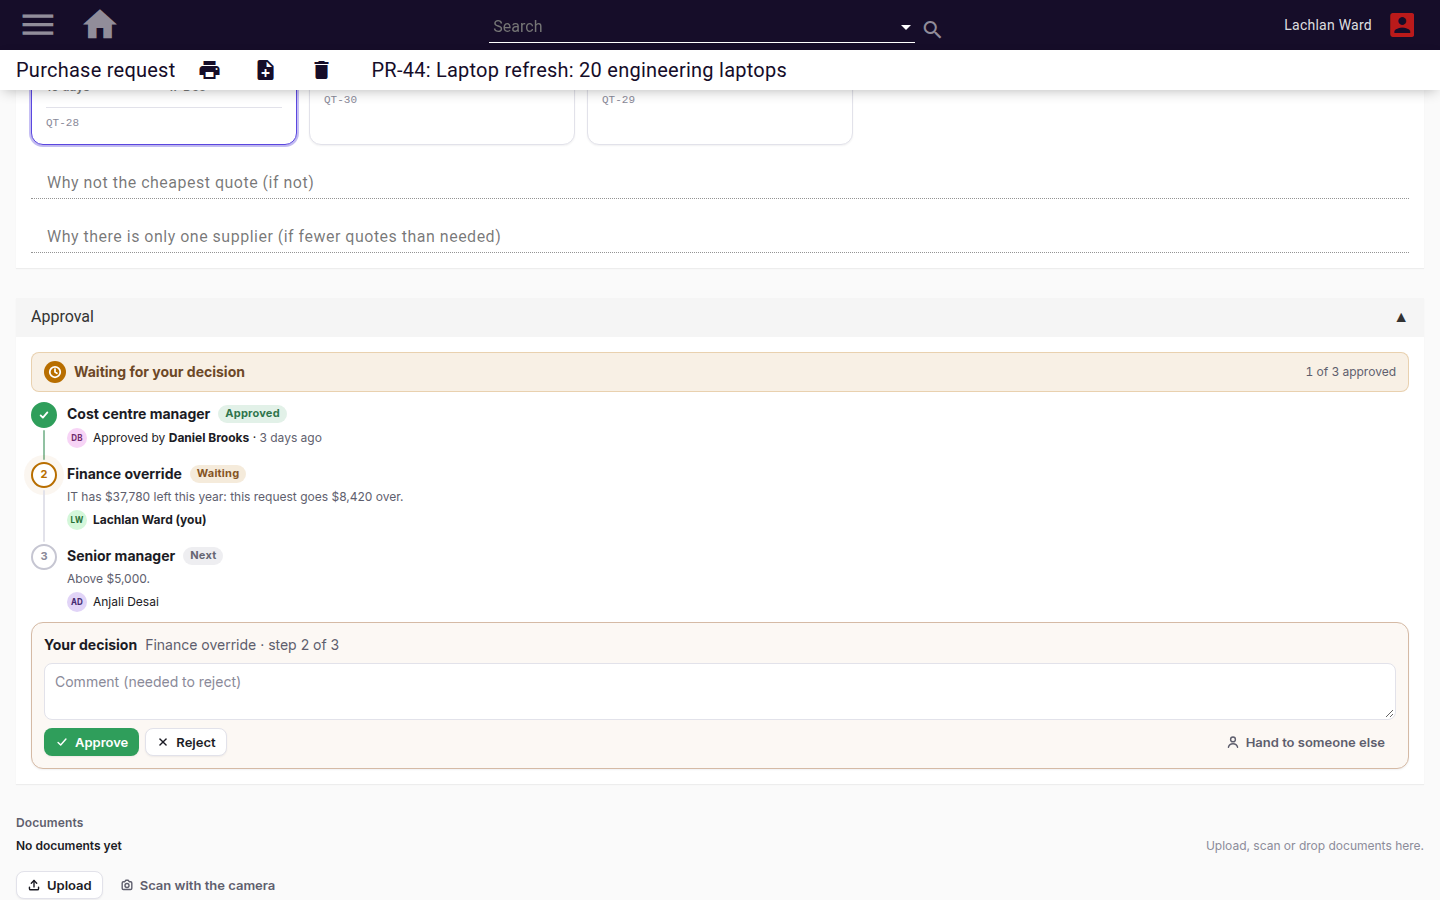 Search
Lachlan Ward
Purchase request
PR-44: Laptop refresh: 20 engineering laptops
QT-28
QT-30
QT-29
Why not the cheapest quote (if not)
Why there is only one supplier (if fewer quotes than needed)
Approval
Waiting for your decision
1 of 3 approved
Cost centre manager Approved
DB Approved by Daniel Brooks · 3 days ago
2 Finance override Waiting
IT has $37,780 left this year: this request goes $8,420 over.
LW Lachlan Ward (you)
3 Senior manager Next
Above $5,000.
AD Anjali Desai
Your decision Finance override · step 2 of 3
Comment (needed to reject)
Approve
Reject
Hand to someone else
Documents
No documents yet
Upload, scan or drop documents here.
Upload
Scan with the camera